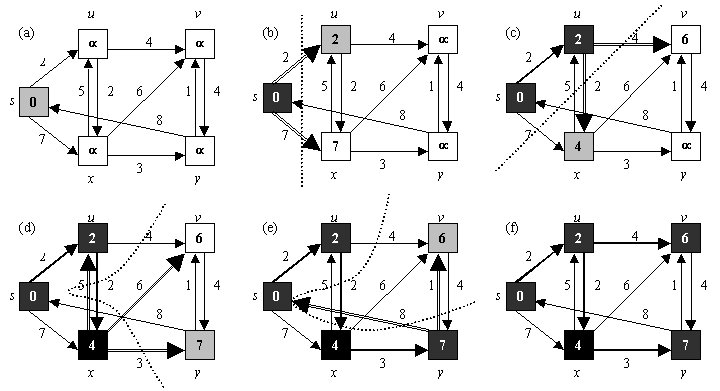 (a) u v (b) u v (c) u v
α 4 α 2 4 α 2 4 6
2 2 2
s 0 5 2 6 1 4 s 0 5 2 6 1 4 s 0 5 2 6 1 4
7 8 7 8 7 8
α 3 α 7 3 α 4 3 α
x y x y x y
(d) u v (e) u v (f) u v
2 4 6 2 4 6 2 4 6
2 2 2
s 0 5 2 6 1 4 s 0 5 2 6 1 4 s 0 5 2 6 1 4
7 8 7 8 7 8
4 3 7 4 3 7 4 3 7
x y x y x y